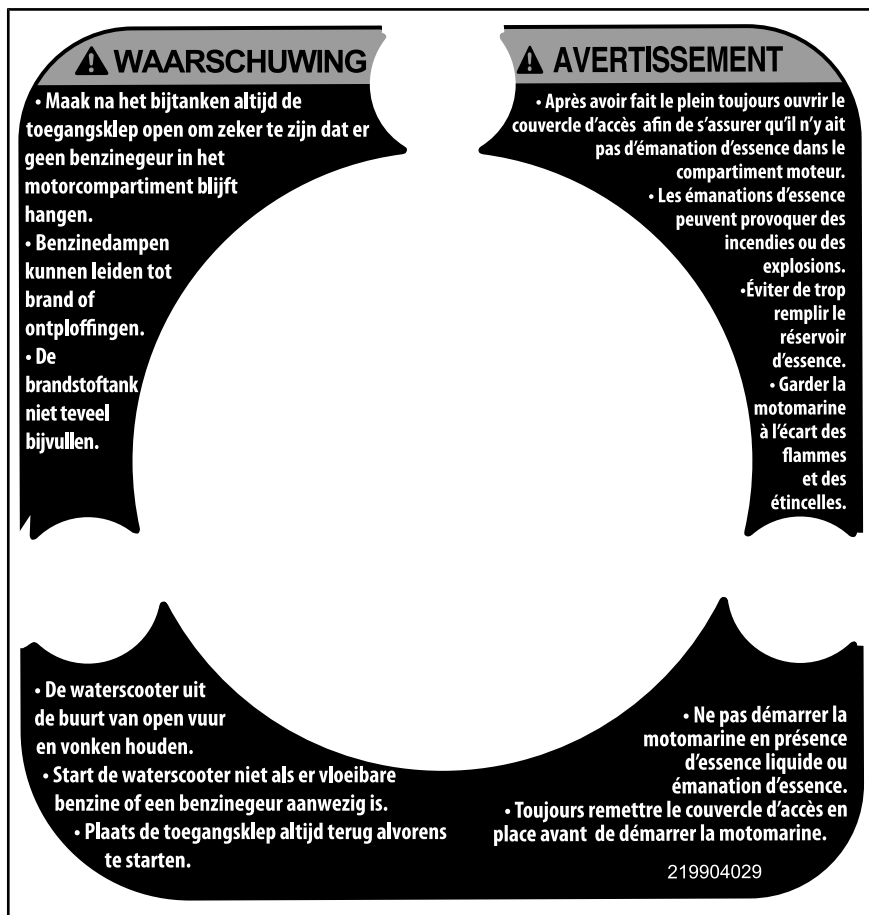 WAARSCHUWING
• Maak na het bijtanken altijd de
toegangsklep open om zeker te zijn dat er
geen benzinegeur in het
motorcompartiment blijft
hangen.
• Benzinedampen
kunnen leiden tot
brand of
ontploffingen.
• De
brandstoftank
niet teveel
bijvullen.
• De waterscooter uit
de buurt van open vuur
en vonken houden.
• Start de waterscooter niet als er vloeibare
benzine of een benzinegeur aanwezig is.
• Plaats de toegangsklep altijd terug alvorens
te starten.
AVERTISSEMENT
• Après avoir fait le plein toujours ouvrir le
couvercle d'accès afin de s'assurer qu'il n'y ait
pas d'émanation d'essence dans le
compartiment moteur.
• Les émanations d'essence
peuvent provoquer des
incendies ou des
explosions.
•Éviter de trop
remplir le
réservoir
d'essence.
• Garder la
motomarine
à l'écart des
flammes
et des
étincelles.
• Ne pas démarrer la
motomarine en présence
d'essence liquide ou
émanation d'essence.
• Toujours remettre le couvercle d'accès en
place avant de démarrer la motomarine.
219904029